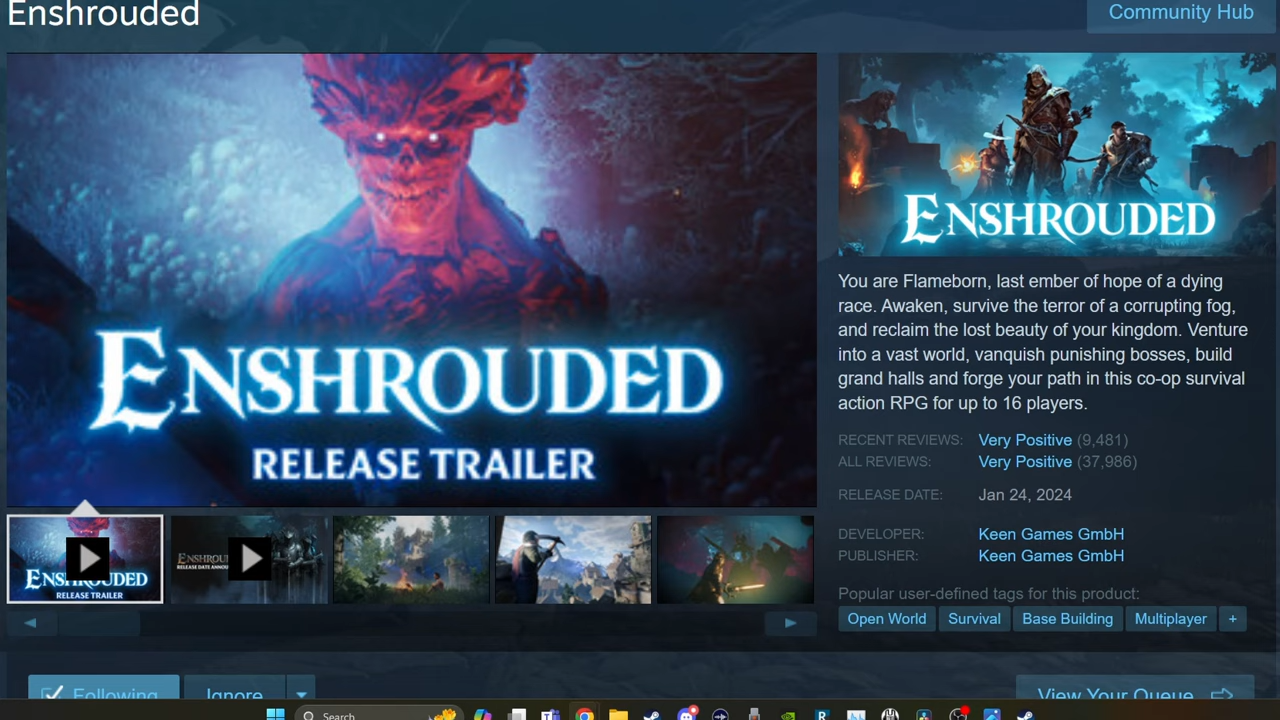 Enshrouded
Community Hub
ENSHROUDED
RELEASE TRAILER
ENSHROUDED
You are Flameborn, last ember of hope of a dying
race. Awaken, survive the terror of a corrupting fog,
and reclaim the lost beauty of your kingdom. Venture
into a vast world, vanquish punishing bosses, build
grand halls and forge your path in this co-op survival
action RPG for up to 16 players.
RECENT REVIEWS: Very Positive (9,481)
ALL REVIEWS: Very Positive (37,986)
RELEASE DATE: Jan 24, 2024
DEVELOPER: Keen Games GmbH
PUBLISHER: Keen Games GmbH
Popular user-defined tags for this product:
Open World Survival Base Building Multiplayer +
ENSHROUDED
RELEASE TRAILER
Following Ignore View Your Queue
Search